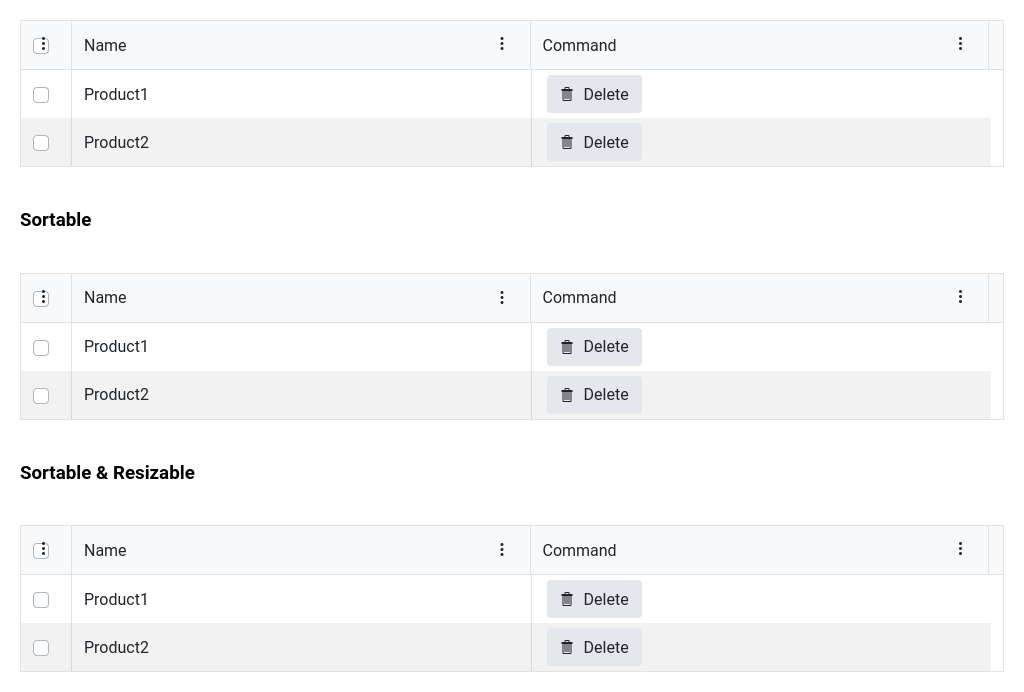 Name Command
Product1 Delete
Product2 Delete
Sortable
Name Command
Product1 Delete
Product2 Delete
Sortable & Resizable
Name Command
Product1 Delete
Product2 Delete